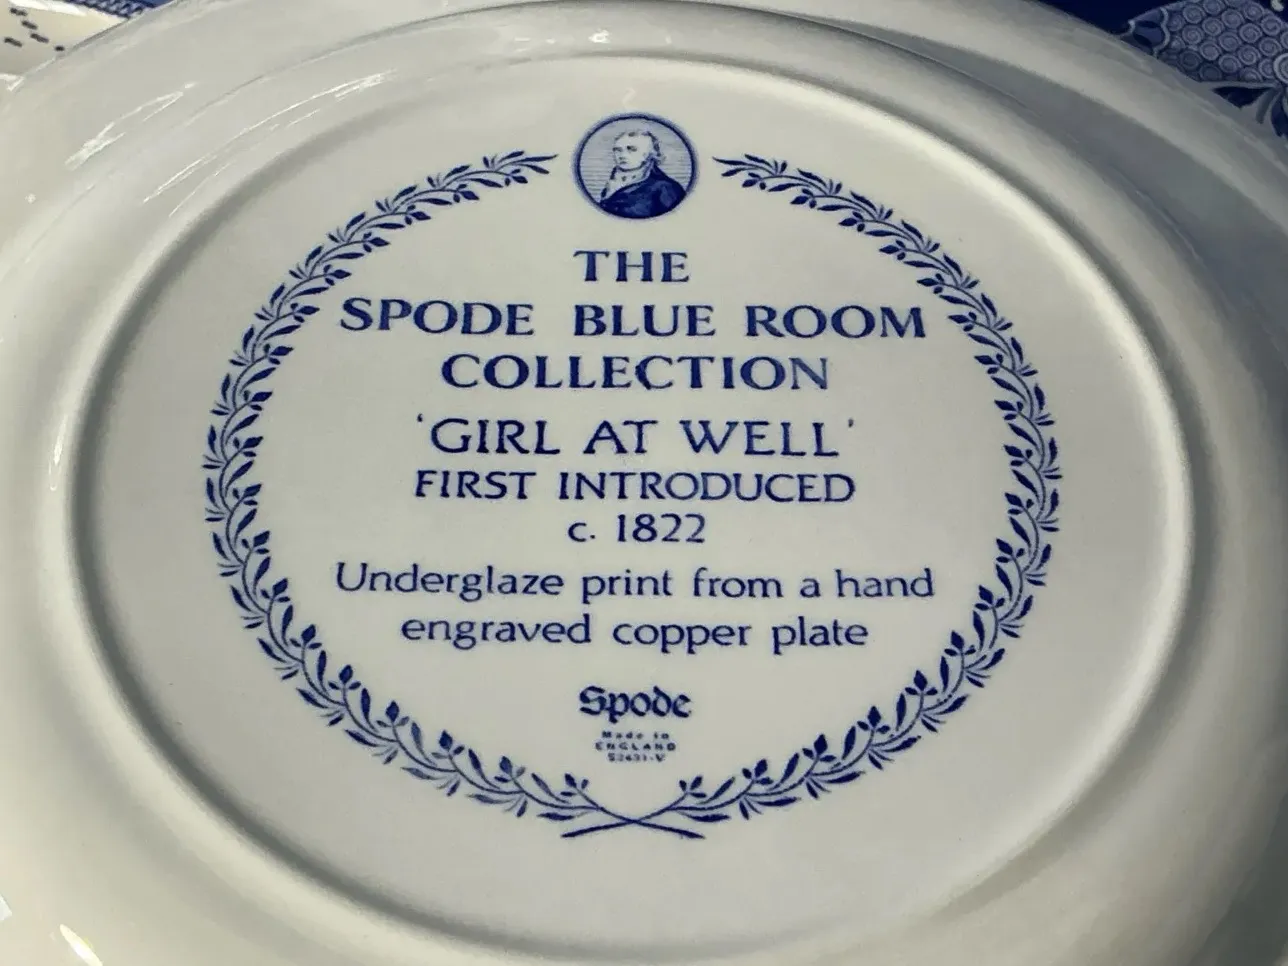 THE
SPODE BLUE ROOM
COLLECTION
'GIRL AT WELL'
FIRST INTRODUCED
c. 1822
Underglaze print from a hand
engraved copper plate
Spode
Made in
ENGLAND